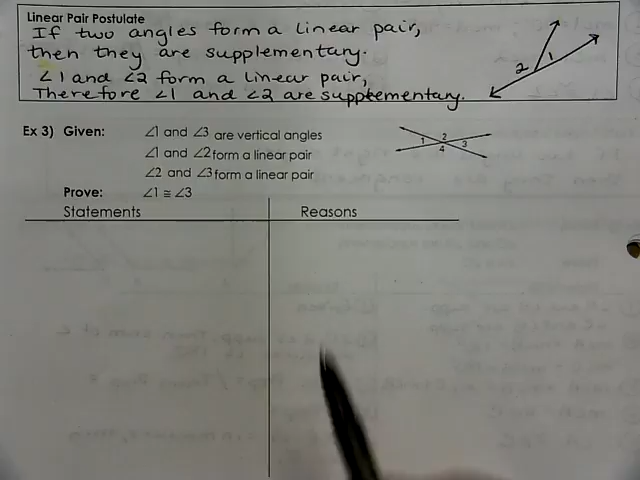 Linear Pair Postulate
If two angles form a linear pair,
then they are supplementary.
∠1 and ∠2 form a linear pair,
Therefore ∠1 and ∠2 are supplementary.
2 1
Ex 3) Given: ∠1 and ∠3 are vertical angles
∠1 and ∠2 form a linear pair
∠2 and ∠3 form a linear pair
Prove: ∠1 ≅ ∠3
1 2 3
4
Statements Reasons